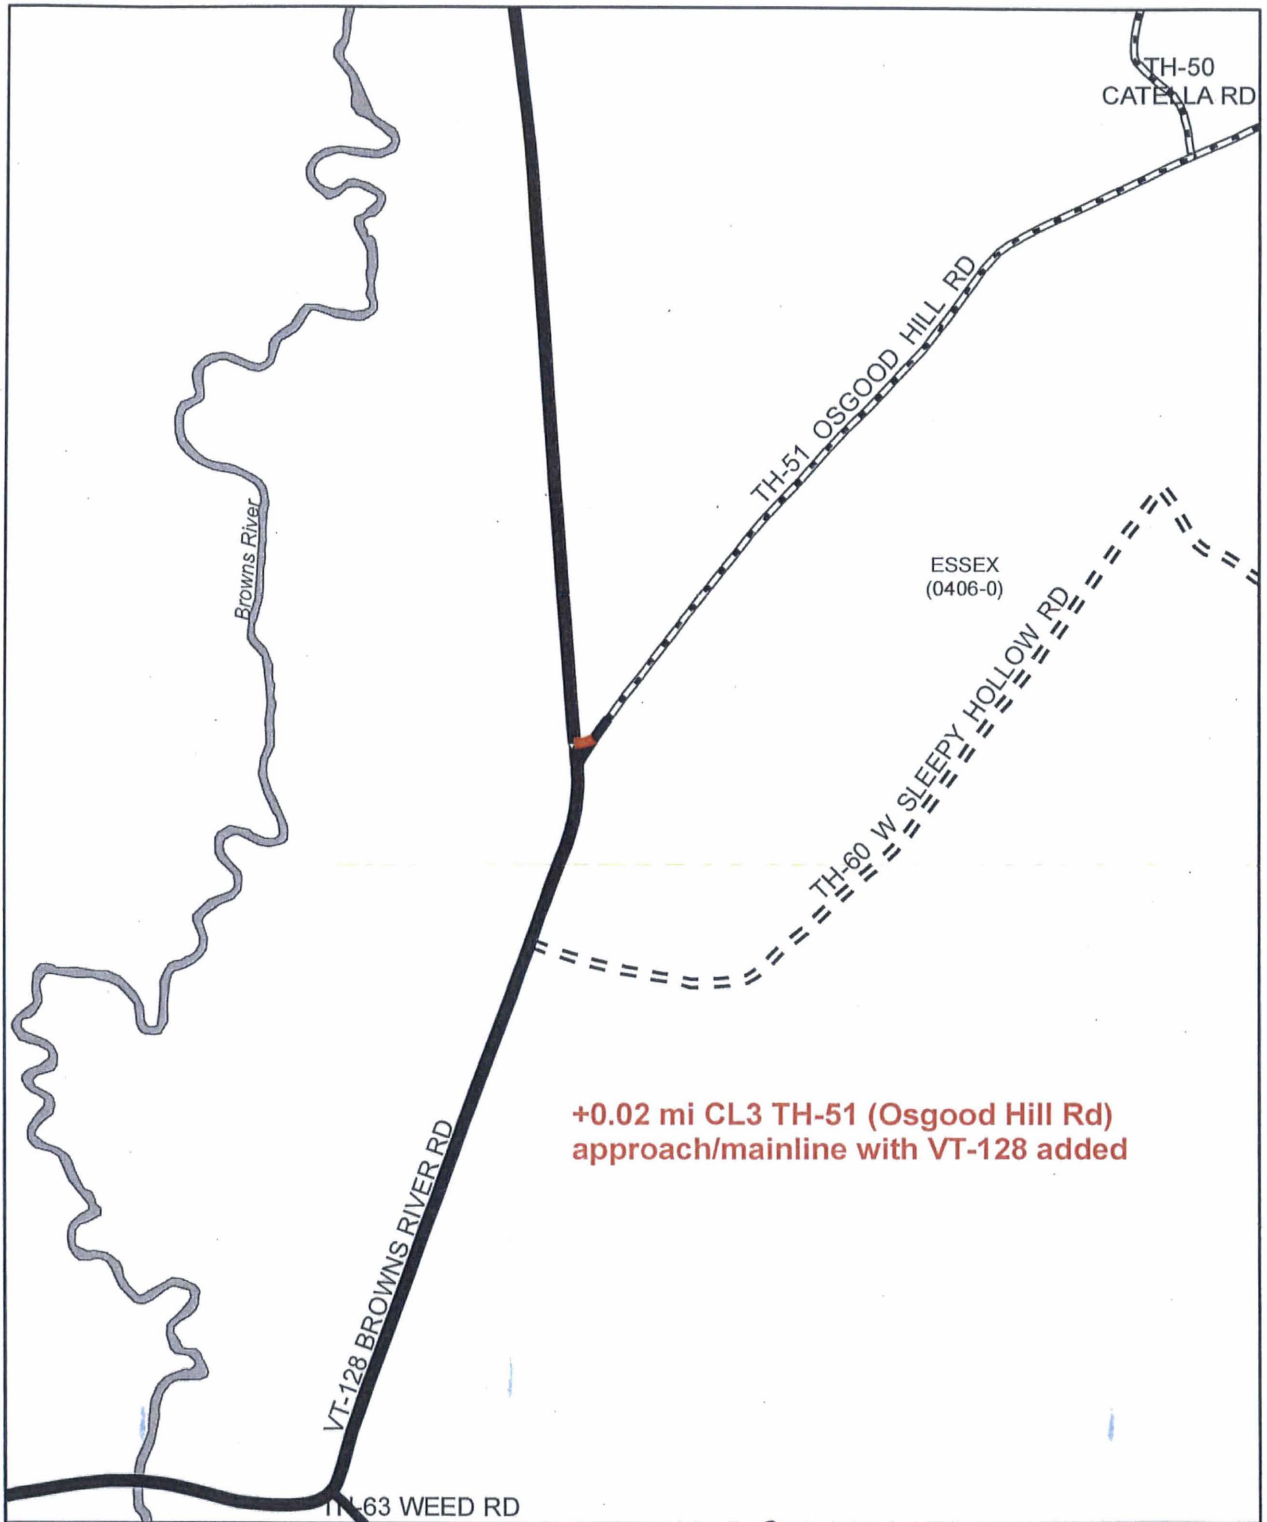 TH-50
CATELLA RD
TH-51 OSGOOD HILL RD
Browns River
ESSEX
(0406-0)
TH-60 W SLEEPY HOLLOW RD
+0.02 mi CL3 TH-51 (Osgood Hill Rd)
approach/mainline with VT-128 added
VT-128 BROWNS RIVER RD
TH-63 WEED RD